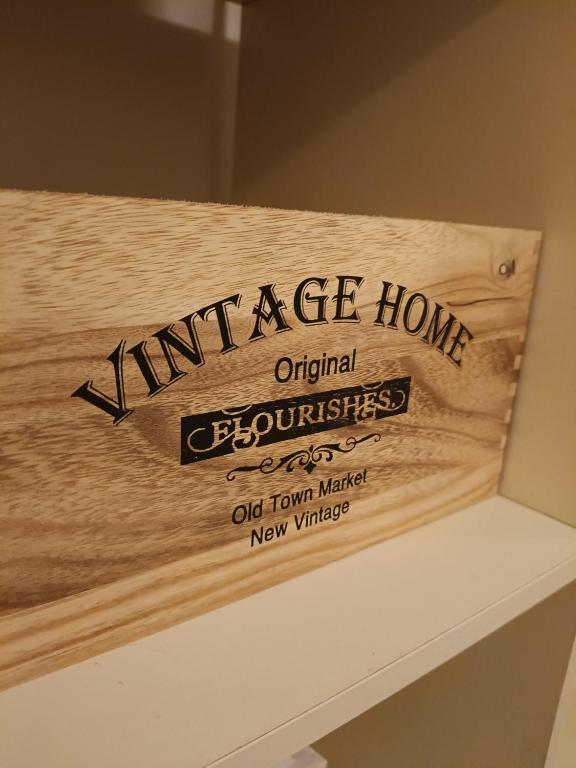 VINTAGE HOME
Original
FLOURISHES
Old Town Market
New Vintage